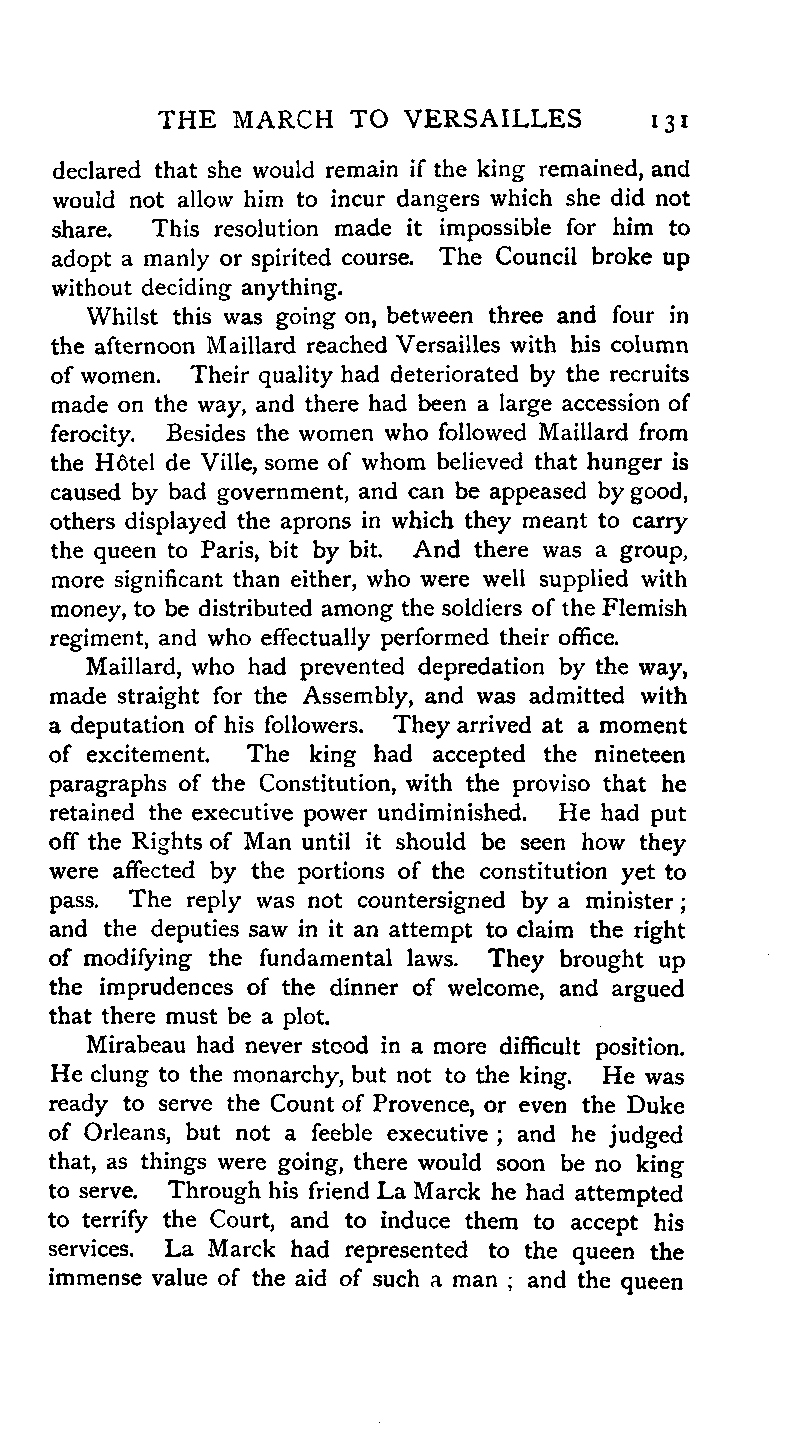 THE MARCH TO VERSAILLES 131
declared that she would remain if the king remained, and
would not allow him to incur dangers which she did not
share. This resolution made it impossible for him to
adopt a manly or spirited course. The Council broke up
without deciding anything.
Whilst this was going on, between three and four in
the afternoon Maillard reached Versailles with his column
of women. Their quality had deteriorated by the recruits
made on the way, and there had been a large accession of
ferocity. Besides the women who followed Maillard from
the Hôtel de Ville, some of whom believed that hunger is
caused by bad government, and can be appeased by good,
others displayed the aprons in which they meant to carry
the queen to Paris, bit by bit. And there was a group,
more significant than either, who were well supplied with
money, to be distributed among the soldiers of the Flemish
regiment, and who effectually performed their office.
Maillard, who had prevented depredation by the way,
made straight for the Assembly, and was admitted with
a deputation of his followers. They arrived at a moment
of excitement. The king had accepted the nineteen
paragraphs of the Constitution, with the proviso that he
retained the executive power undiminished. He had put
off the Rights of Man until it should be seen how they
were affected by the portions of the constitution yet to
pass. The reply was not countersigned by a minister ;
and the deputies saw in it an attempt to claim the right
of modifying the fundamental laws. They brought up
the imprudences of the dinner of welcome, and argued
that there must be a plot.
Mirabeau had never stood in a more difficult position.
He clung to the monarchy, but not to the king. He was
ready to serve the Count of Provence, or even the Duke
of Orleans, but not a feeble executive ; and he judged
that, as things were going, there would soon be no king
to serve. Through his friend La Marck he had attempted
to terrify the Court, and to induce them to accept his
services. La Marck had represented to the queen the
immense value of the aid of such a man ; and the queen